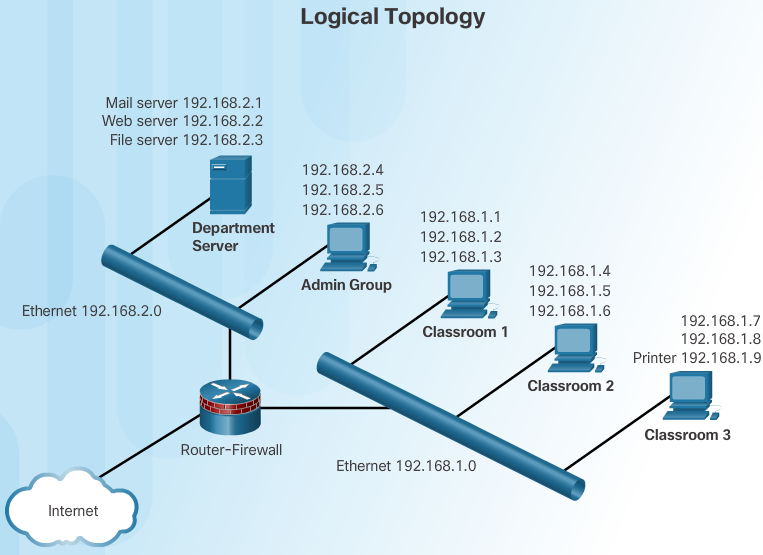 Logical Topology
Mail server 192.168.2.1
Web server 192.168.2.2
File server 192.168.2.3
Department
Server
192.168.2.4
192.168.2.5
192.168.2.6
Admin Group
192.168.1.1
192.168.1.2
192.168.1.3
Classroom 1
192.168.1.4
192.168.1.5
192.168.1.6
Classroom 2
192.168.1.7
192.168.1.8
Printer 192.168.1.9
Classroom 3
Ethernet 192.168.2.0
Router-Firewall
Ethernet 192.168.1.0
Internet